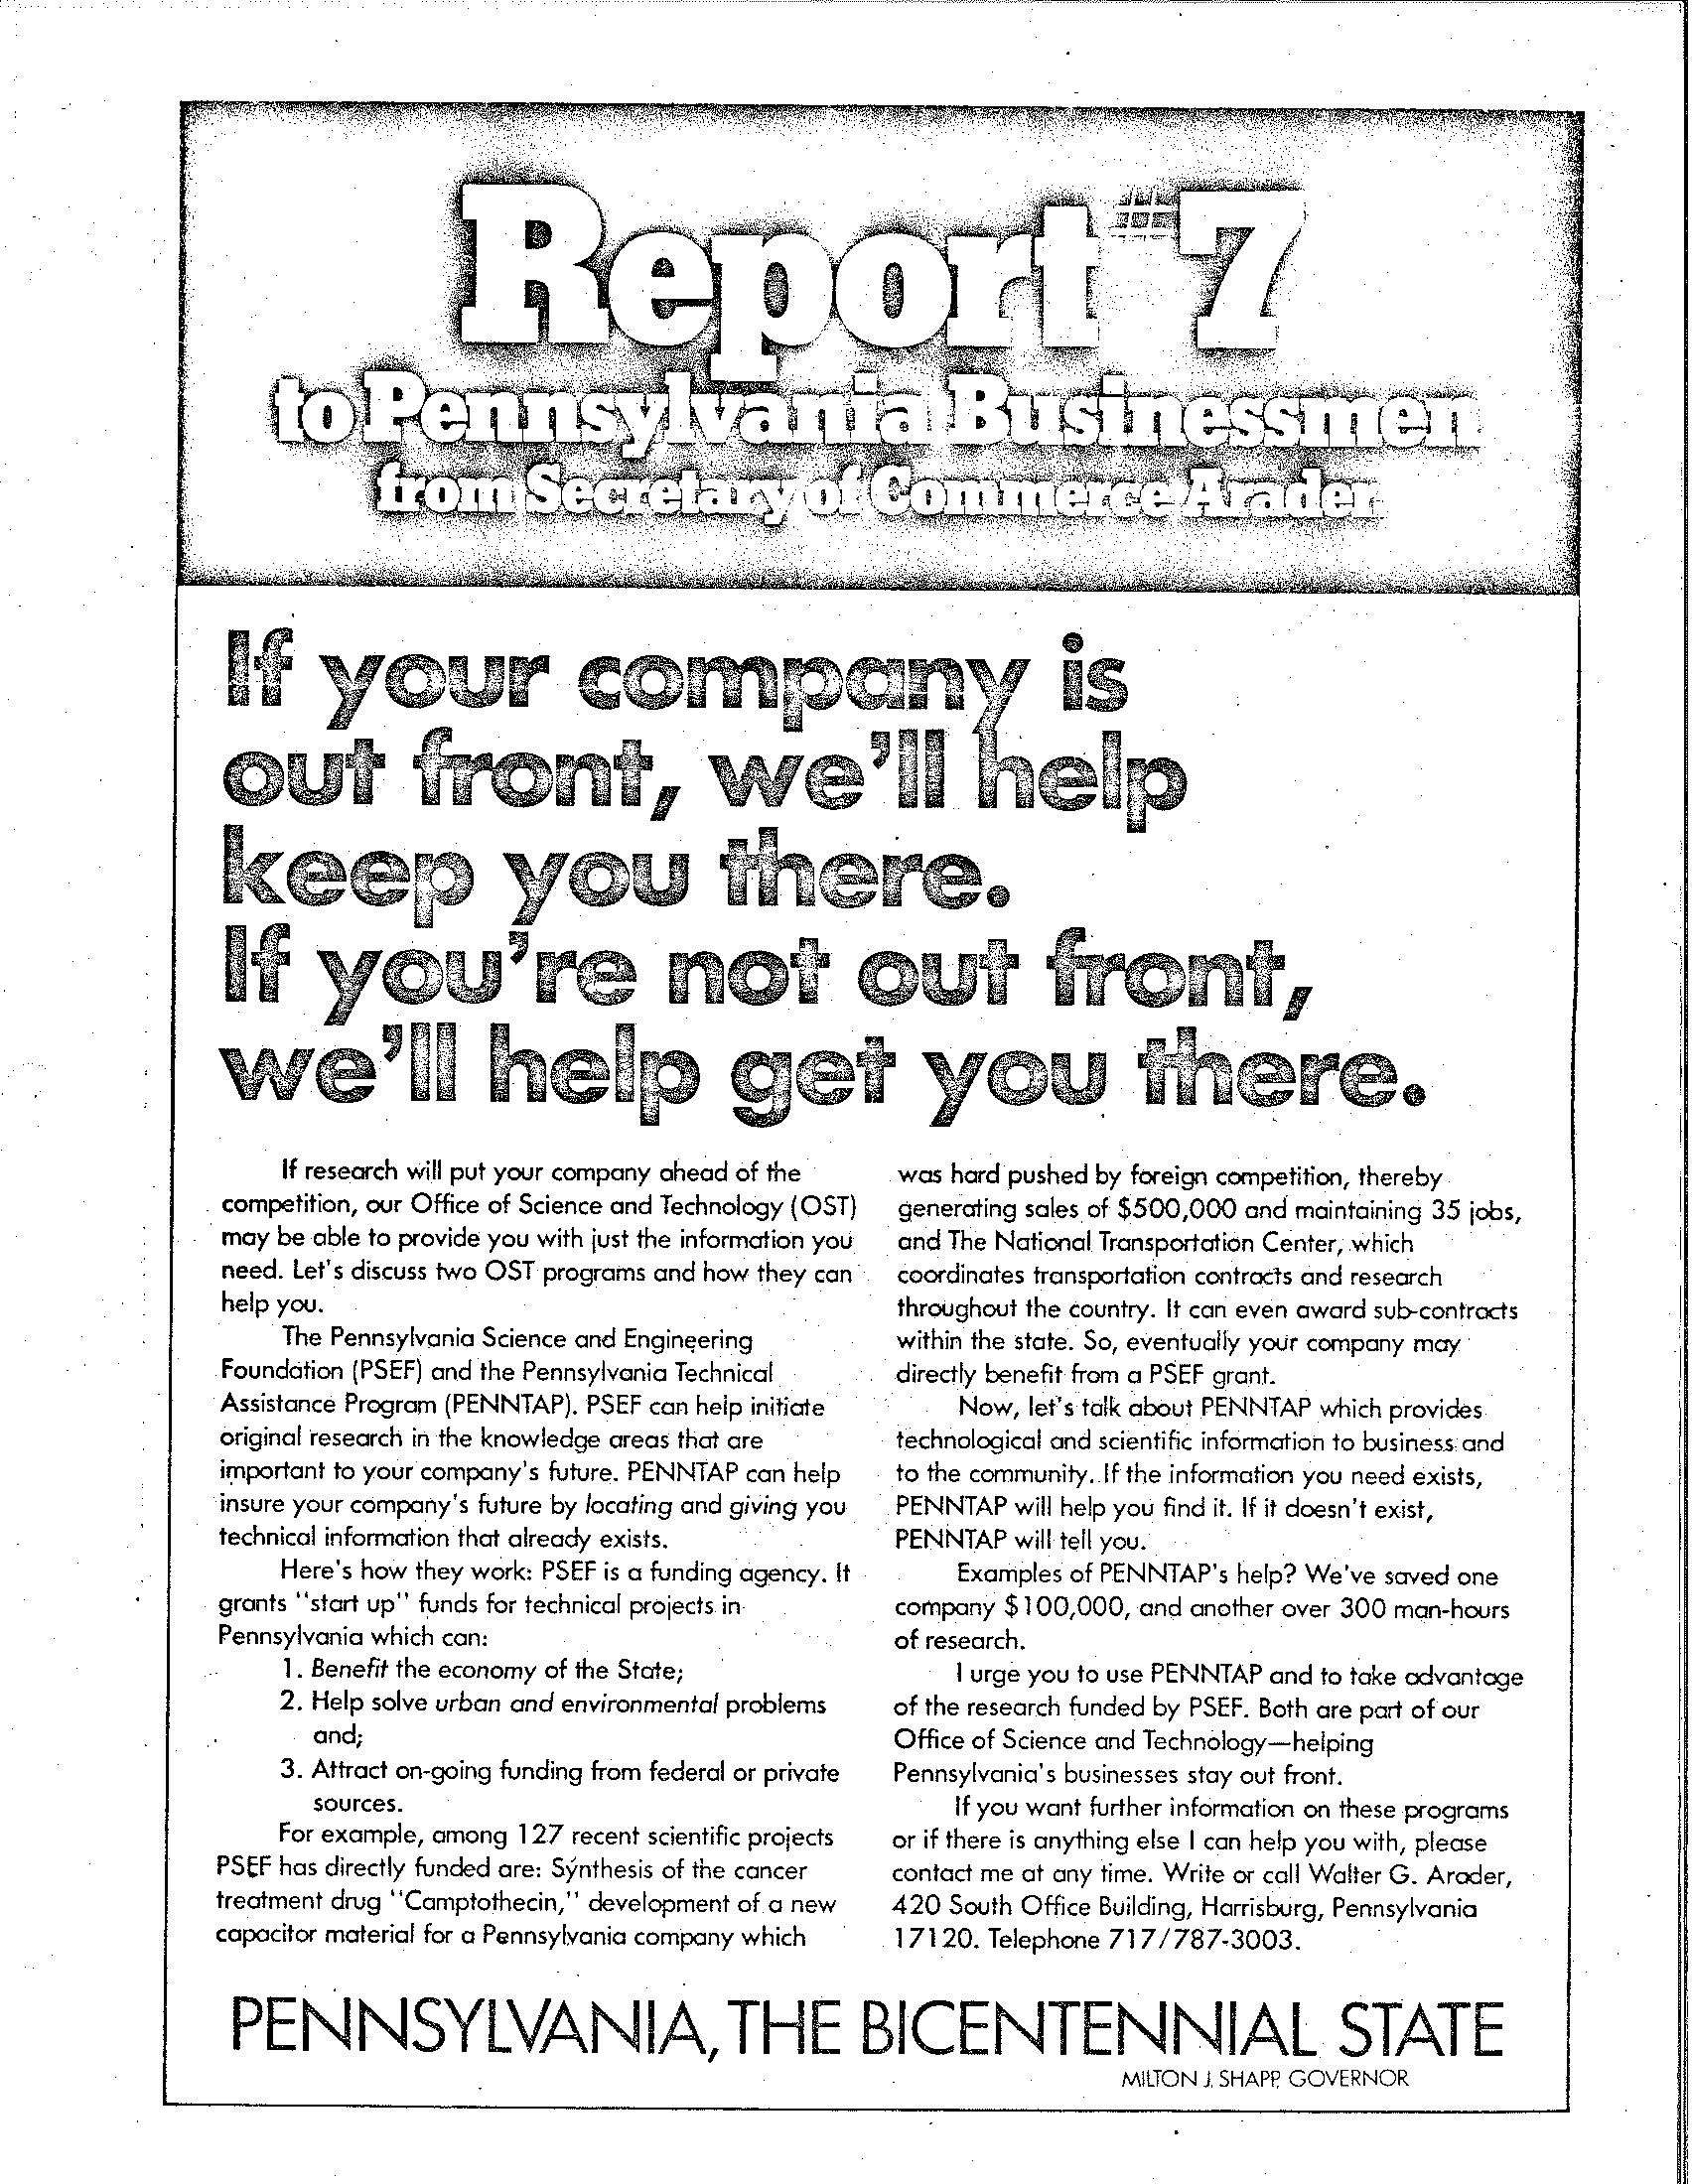 Report #7
to Pennsylvania Businessmen
from Secretary of Commerce Arader
If your company is
out front, we'll help
keep you there.
If you're not out front,
we'll help get you there.
If research will put your company ahead of the
competition, our Office of Science and Technology (OST)
may be able to provide you with just the information you
need. Let's discuss two OST programs and how they can
help you.
The Pennsylvania Science and Engineering
Foundation (PSEF) and the Pennsylvania Technical
Assistance Program (PENNTAP). PSEF can help initiate
original research in the knowledge areas that are
important to your company's future. PENNTAP can help
insure your company's future by locating and giving you
technical information that already exists.
Here's how they work: PSEF is a funding agency. It
grants "start up" funds for technical projects in
Pennsylvania which can:
1. Benefit the economy of the State;
2. Help solve urban and environmental problems
and;
3. Attract on-going funding from federal or private
sources.
For example, among 127 recent scientific projects
PSEF has directly funded are: Synthesis of the cancer
treatment drug "Camptothecin," development of a new
capacitor material for a Pennsylvania company which
was hard pushed by foreign competition, thereby
generating sales of $500,000 and maintaining 35 jobs,
and The National Transportation Center, which
coordinates transportation contracts and research
throughout the country. It can even award sub-contracts
within the state. So, eventually your company may
directly benefit from a PSEF grant.
Now, let's talk about PENNTAP which provides
technological and scientific information to business and
to the community. If the information you need exists,
PENNTAP will help you find it. If it doesn't exist,
PENNTAP will tell you.
Examples of PENNTAP's help? We've saved one
company $100,000, and another over 300 man-hours
of research.
I urge you to use PENNTAP and to take advantage
of the research funded by PSEF. Both are part of our
Office of Science and Technology—helping
Pennsylvania's businesses stay out front.
If you want further information on these programs
or if there is anything else I can help you with, please
contact me at any time. Write or call Walter G. Arader,
420 South Office Building, Harrisburg, Pennsylvania
17120. Telephone 717/787-3003.
PENNSYLVANIA, THE BICENTENNIAL STATE
MILTON J. SHAPP, GOVERNOR